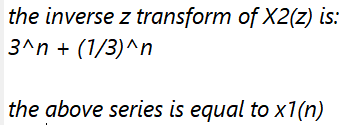 the inverse z transform of X2(z) is:
3^n + (1/3)^n
the above series is equal to x1(n)